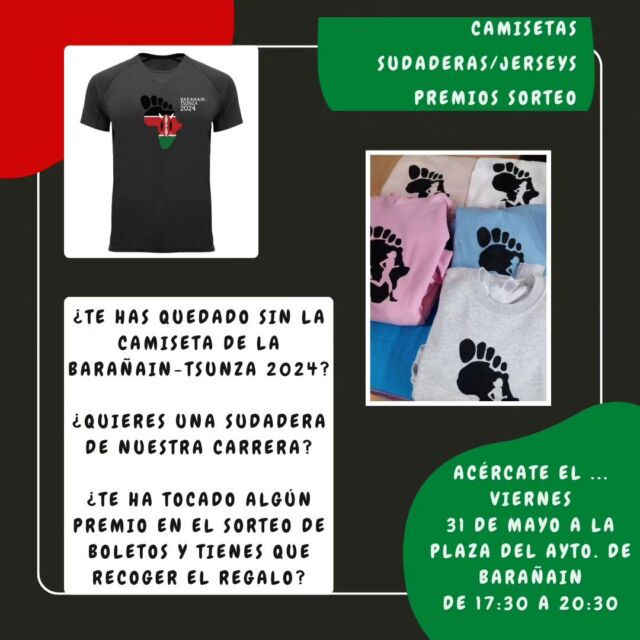 CAMISETAS
SUDADERAS/JERSEYS
PREMIOS SORTEO
BARAÑAIN
TSUNZA
2024
¿TE HAS QUEDADO SIN LA
CAMISETA DE LA
BARAÑAIN-TSUNZA 2024?
¿QUIERES UNA SUDADERA
DE NUESTRA CARRERA?
¿TE HA TOCADO ALGÚN
PREMIO EN EL SORTEO DE
BOLETOS Y TIENES QUE
RECOGER EL REGALO?
ACÉRCATE EL ...
VIERNES
31 DE MAYO A LA
PLAZA DEL AYTO. DE
BARAÑAIN
DE 17:30 A 20:30